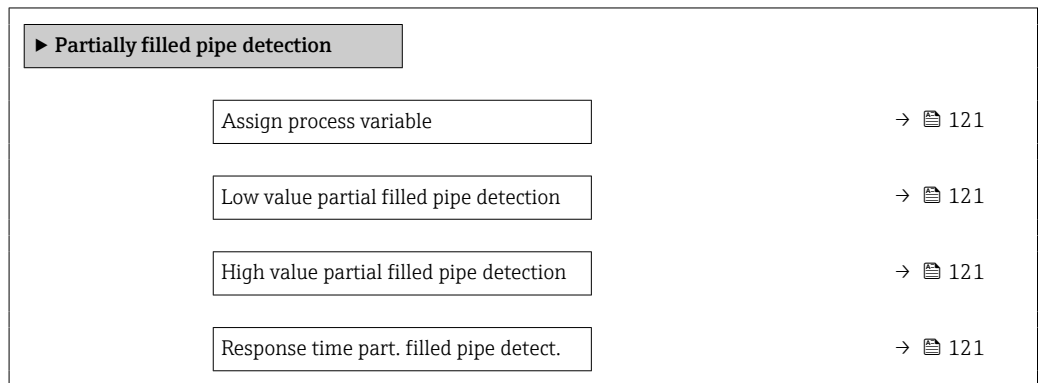 ▶ Partially filled pipe detection
Assign process variable → 121
Low value partial filled pipe detection → 121
High value partial filled pipe detection → 121
Response time part. filled pipe detect. → 121